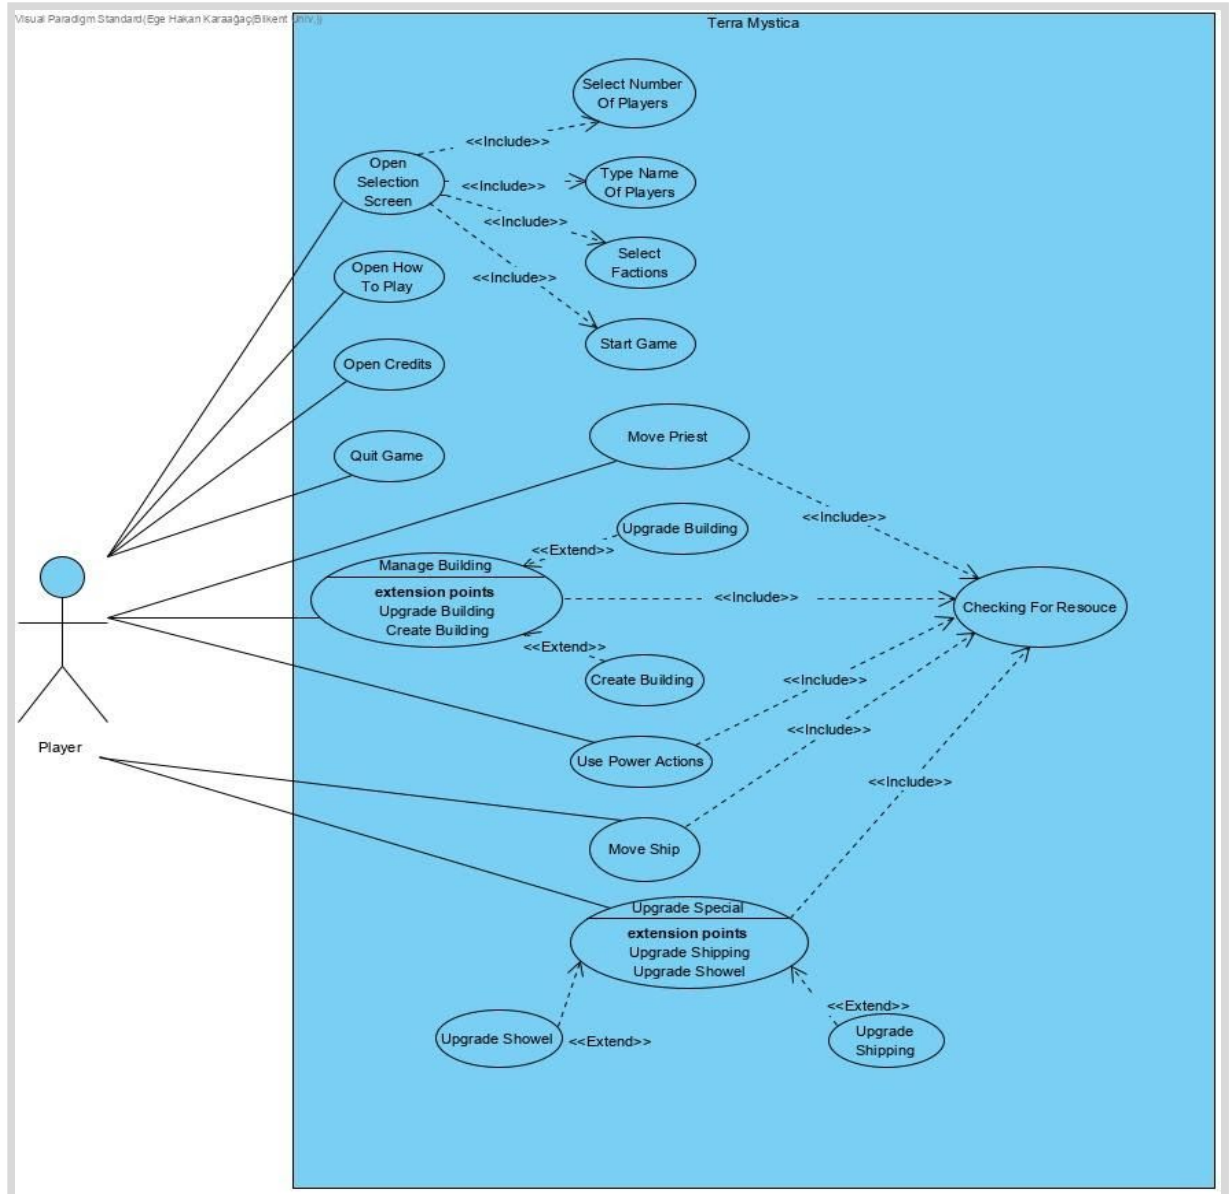 Visual Paradigm Standard(Ege Hakan Karaağaç(Bilkent Univ.))
Terra Mystica
Select Number
Of Players
<<Include>>
Open
Selection
Screen
<<Include>>
Type Name
Of Players
<<Include>>
Select
Factions
<<Include>>
Open How
To Play
Start Game
Open Credits
Move Priest
Quit Game
<<Include>>
Upgrade Building
<<Extend>>
Manage Building
extension points
Upgrade Building
Create Building
<<Include>>
Checking For Resouce
<<Extend>>
Create Building
<<Include>>
Player
<<Include>>
Use Power Actions
<<Include>>
Move Ship
Upgrade Special
extension points
Upgrade Shipping
Upgrade Showel
<<Extend>>
Upgrade Showel
<<Extend>>
Upgrade
Shipping